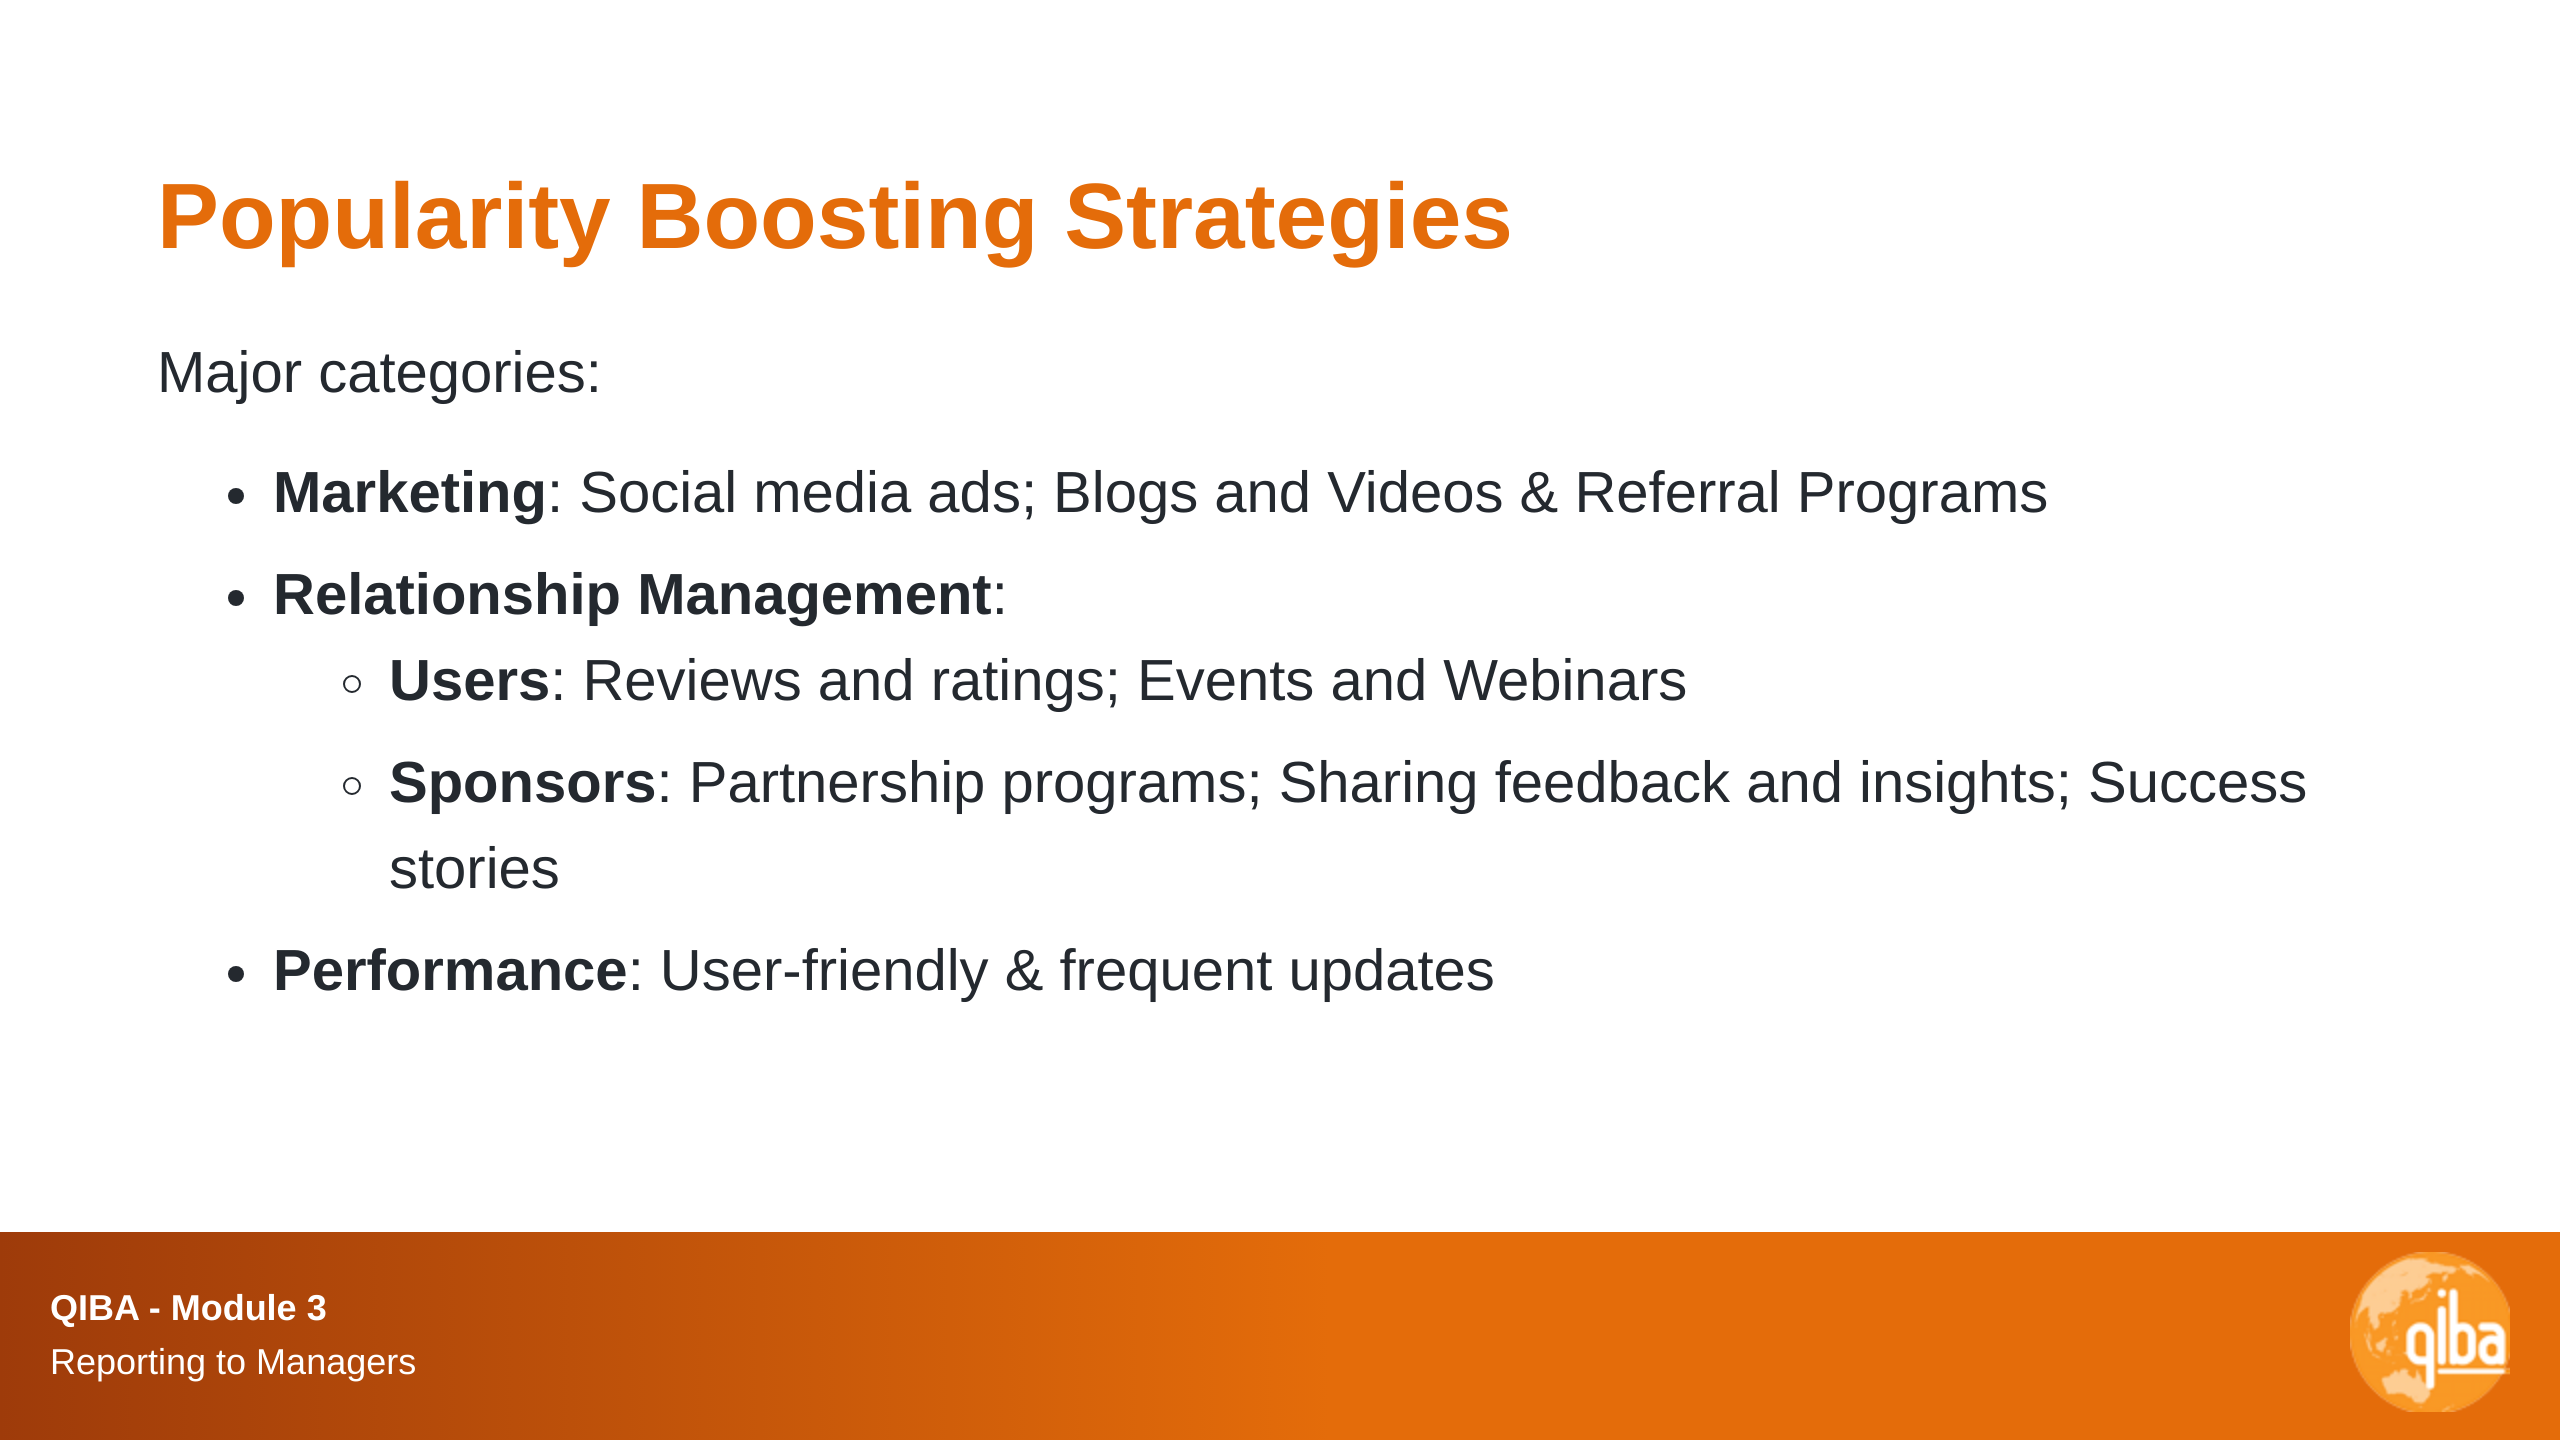 Popularity Boosting Strategies
Major categories:
• Marketing: Social media ads; Blogs and Videos & Referral Programs
• Relationship Management:
◦ Users: Reviews and ratings; Events and Webinars
◦ Sponsors: Partnership programs; Sharing feedback and insights; Success
stories
• Performance: User-friendly & frequent updates
QIBA - Module 3
Reporting to Managers
qiba